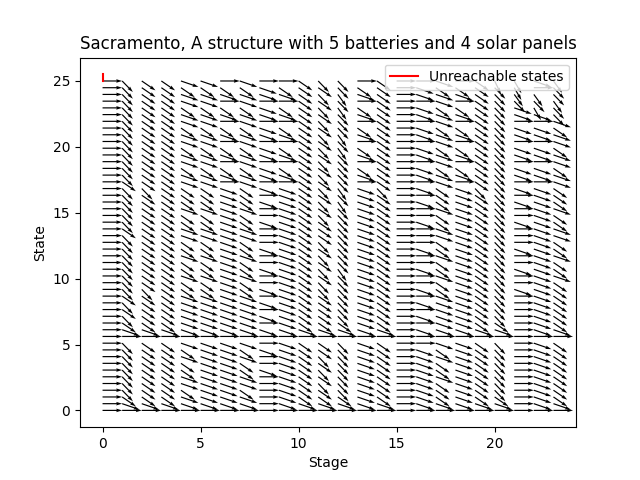 Sacramento, A structure with 5 batteries and 4 solar panels
Unreachable states
25
20
15
10
5
0
State
0 5 10 15 20
Stage